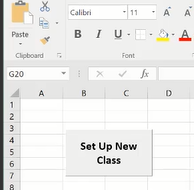 Calibri
11
A
A
Paste
B
I
U
A
Clipboard
Font
G20
fx
A
B
C
D
1
2
3
4
5
6
7
8
Set Up New
Class